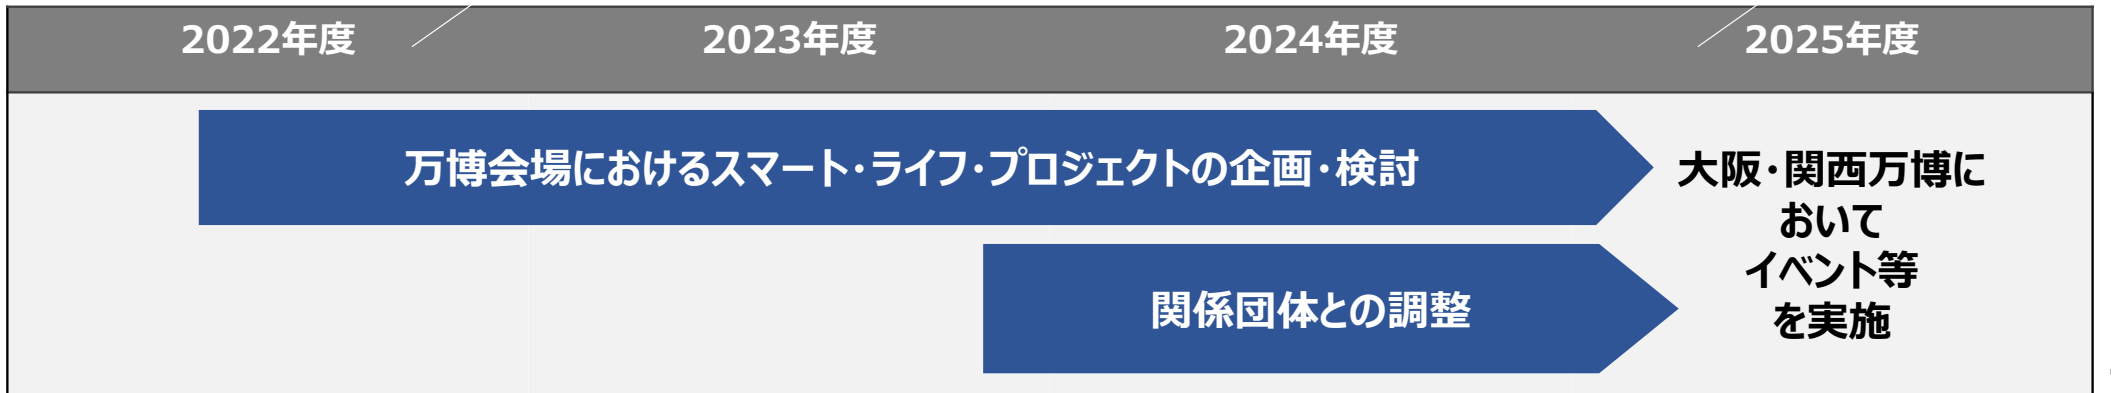 2022年度 2023年度 2024年度 2025年度
万博会場におけるスマート・ライフ・プロジェクトの企画・検討
関係団体との調整
大阪・関西万博に
おいて
イベント等
を実施